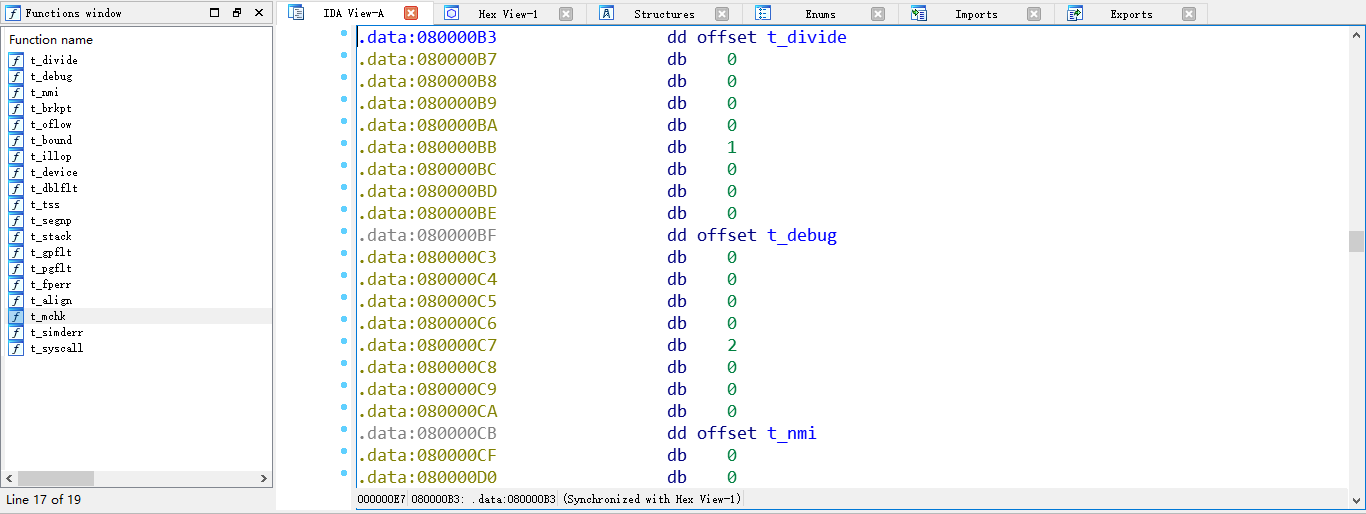 Functions window
IDA View-A
Hex View-1
Structures
Enums
Imports
Exports
Function name
f t_divide
f t_debug
f t_nmi
f t_brkpt
f t_oflow
f t_bound
f t_illop
f t_device
f t_dblflt
f t_tss
f t_segnp
f t_stack
f t_gpflt
f t_pgflt
f t_fperr
f t_align
f t_mchk
f t_simderr
f t_syscall
Line 17 of 19
.data:080000B3 dd offset t_divide
.data:080000B7 db 0
.data:080000B8 db 0
.data:080000B9 db 0
.data:080000BA db 0
.data:080000BB db 1
.data:080000BC db 0
.data:080000BD db 0
.data:080000BE db 0
.data:080000BF dd offset t_debug
.data:080000C3 db 0
.data:080000C4 db 0
.data:080000C5 db 0
.data:080000C6 db 0
.data:080000C7 db 2
.data:080000C8 db 0
.data:080000C9 db 0
.data:080000CA db 0
.data:080000CB dd offset t_nmi
.data:080000CF db 0
.data:080000D0 db 0
000000E7 080000B3: .data:080000B3 (Synchronized with Hex View-1)